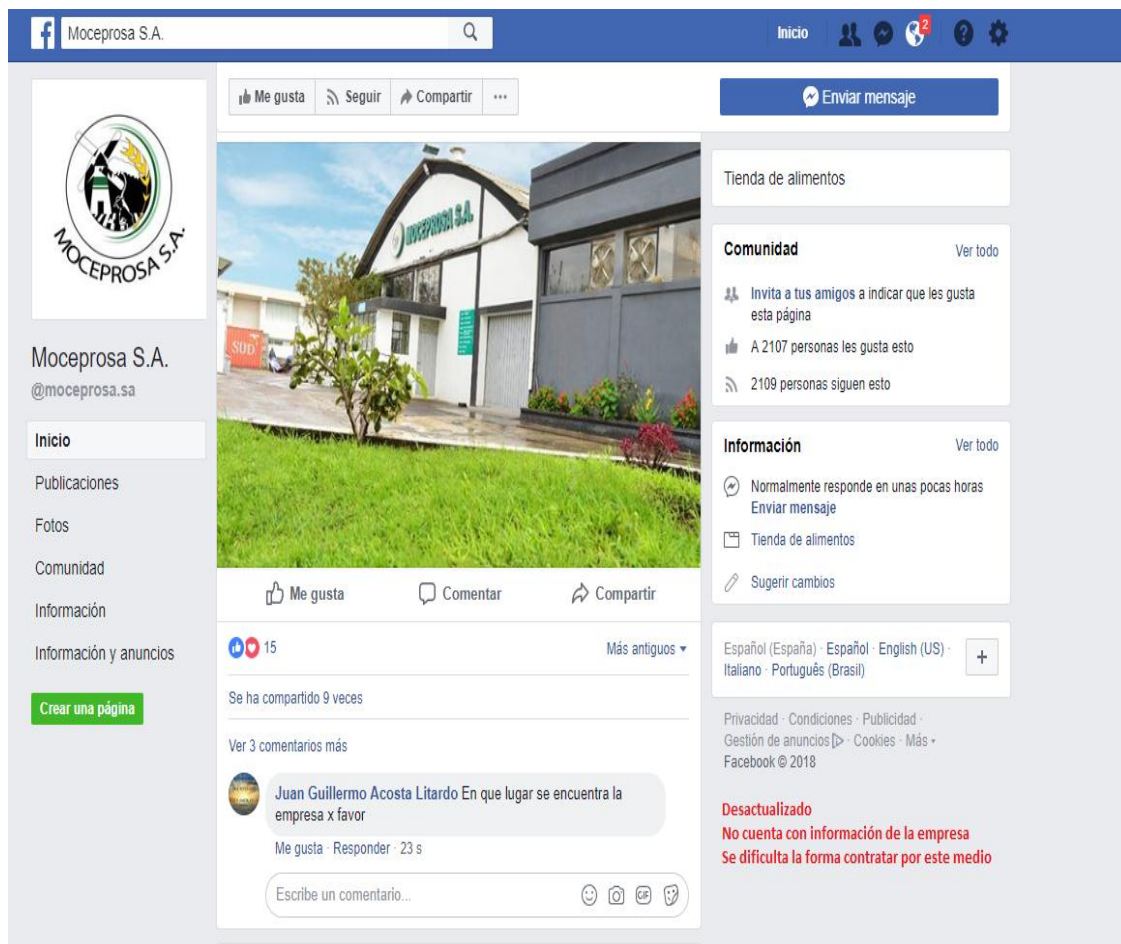 Moceprosa S.A.
Inicio
2
Me gusta
Seguir
Compartir
...
Enviar mensaje
MOCEPROSA S.A.
Moceprosa S.A.
@moceprosa.sa
Inicio
Publicaciones
Fotos
Comunidad
Información
Información y anuncios
Crear una página
MOCEPROSA S.A.
SUD
Me gusta
Comentar
Compartir
15
Más antiguos
Se ha compartido 9 veces
Ver 3 comentarios más
Juan Guillermo Acosta Litardo En que lugar se encuentra la
empresa x favor
Me gusta · Responder · 23 s
Escribe un comentario...
GIF
Tienda de alimentos
Comunidad
Ver todo
Invita a tus amigos a indicar que les gusta
esta página
A 2107 personas les gusta esto
2109 personas siguen esto
Información
Ver todo
Normalmente responde en unas pocas horas
Enviar mensaje
Tienda de alimentos
Sugerir cambios
Español (España) · Español · English (US) ·
Italiano · Português (Brasil)
+
Privacidad · Condiciones · Publicidad ·
Gestión de anuncios · Cookies · Más
Facebook © 2018
Desactualizado
No cuenta con información de la empresa
Se dificulta la forma contratar por este medio